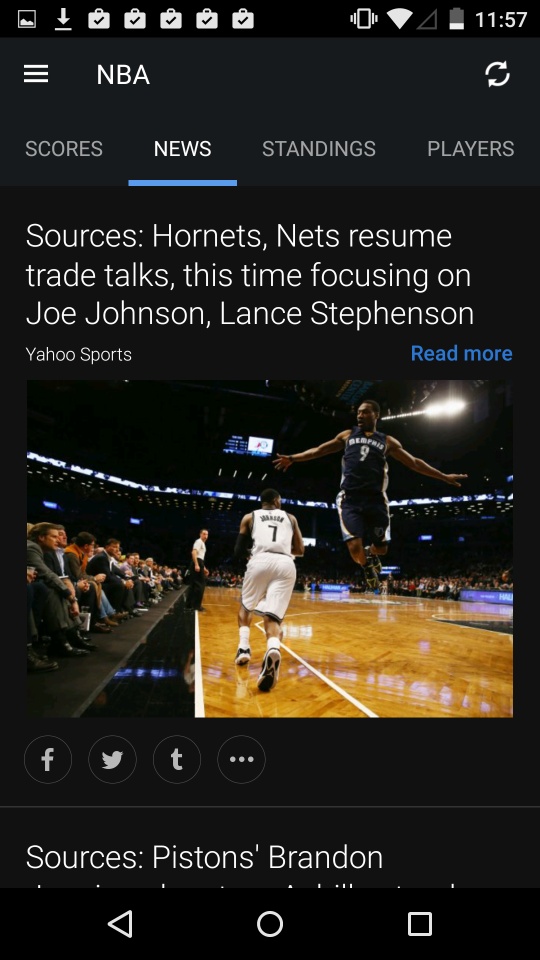 11:57
NBA
SCORES NEWS STANDINGS PLAYERS
Sources: Hornets, Nets resume
trade talks, this time focusing on
Joe Johnson, Lance Stephenson
Yahoo Sports Read more
MEMPHIS
9
JOHNSON
7
Sources: Pistons' Brandon